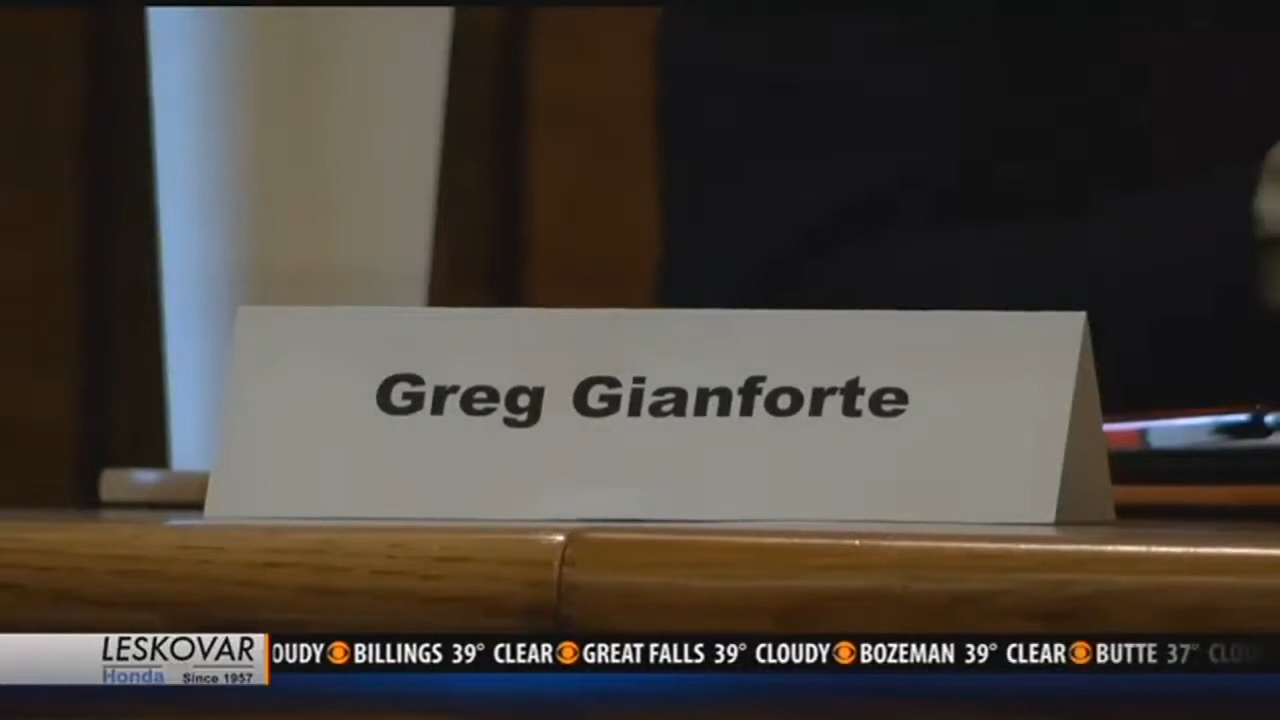 Greg Gianforte
LESKOVAR
Honda Since 1957
OUDY BILLINGS 39° CLEAR GREAT FALLS 39° CLOUDY BOZEMAN 39° CLEAR BUTTE 37° CLO